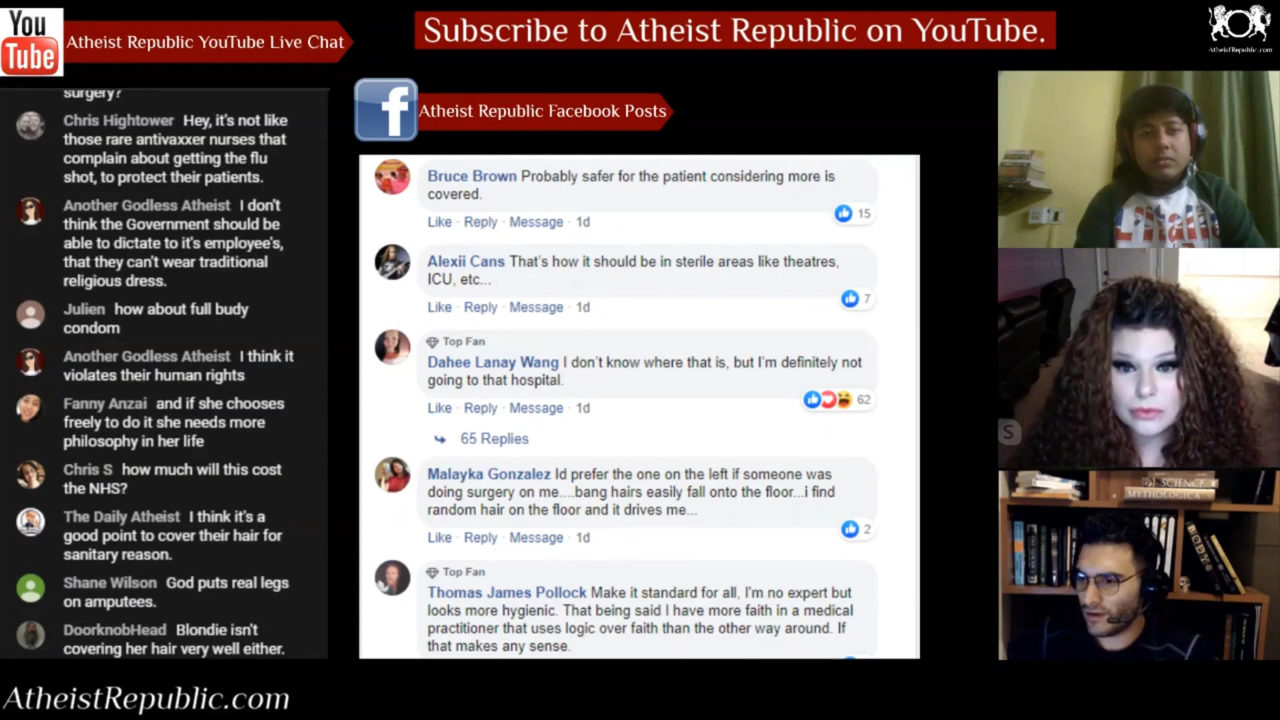 You
Tube
Atheist Republic YouTube Live Chat
Subscribe to Atheist Republic on YouTube.
AtheistRepublic.com
surgery?
Chris Hightower Hey, it's not like
those rare antivaxxer nurses that
complain about getting the flu
shot, to protect their patients.
Another Godless Atheist I don't
think the Government should be
able to dictate to it's employee's,
that they can't wear traditional
religious dress.
Julien how about full budy
condom
Another Godless Atheist I think it
violates their human rights
Fanny Anzai and if she chooses
freely to do it she needs more
philosophy in her life
Chris S how much will this cost
the NHS?
The Daily Atheist I think it's a
good point to cover their hair for
sanitary reason.
Shane Wilson God puts real legs
on amputees.
DoorknobHead Blondie isn't
covering her hair very well either.
f
Atheist Republic Facebook Posts
Bruce Brown Probably safer for the patient considering more is
covered.
15
Like · Reply · Message · 1d
Alexii Cans That's how it should be in sterile areas like theatres,
ICU, etc...
7
Like · Reply · Message · 1d
Top Fan
Dahee Lanay Wang I don't know where that is, but I'm definitely not
going to that hospital.
62
Like · Reply · Message · 1d
65 Replies
Malayka Gonzalez Id prefer the one on the left if someone was
doing surgery on me....bang hairs easily fall onto the floor...i find
random hair on the floor and it drives me...
2
Like · Reply · Message · 1d
Top Fan
Thomas James Pollock Make it standard for all, I'm no expert but
looks more hygienic. That being said I have more faith in a medical
practitioner that uses logic over faith than the other way around. If
that makes any sense.
S
SCIENCE
MYTHOLOGICA
BODY
AtheistRepublic.com